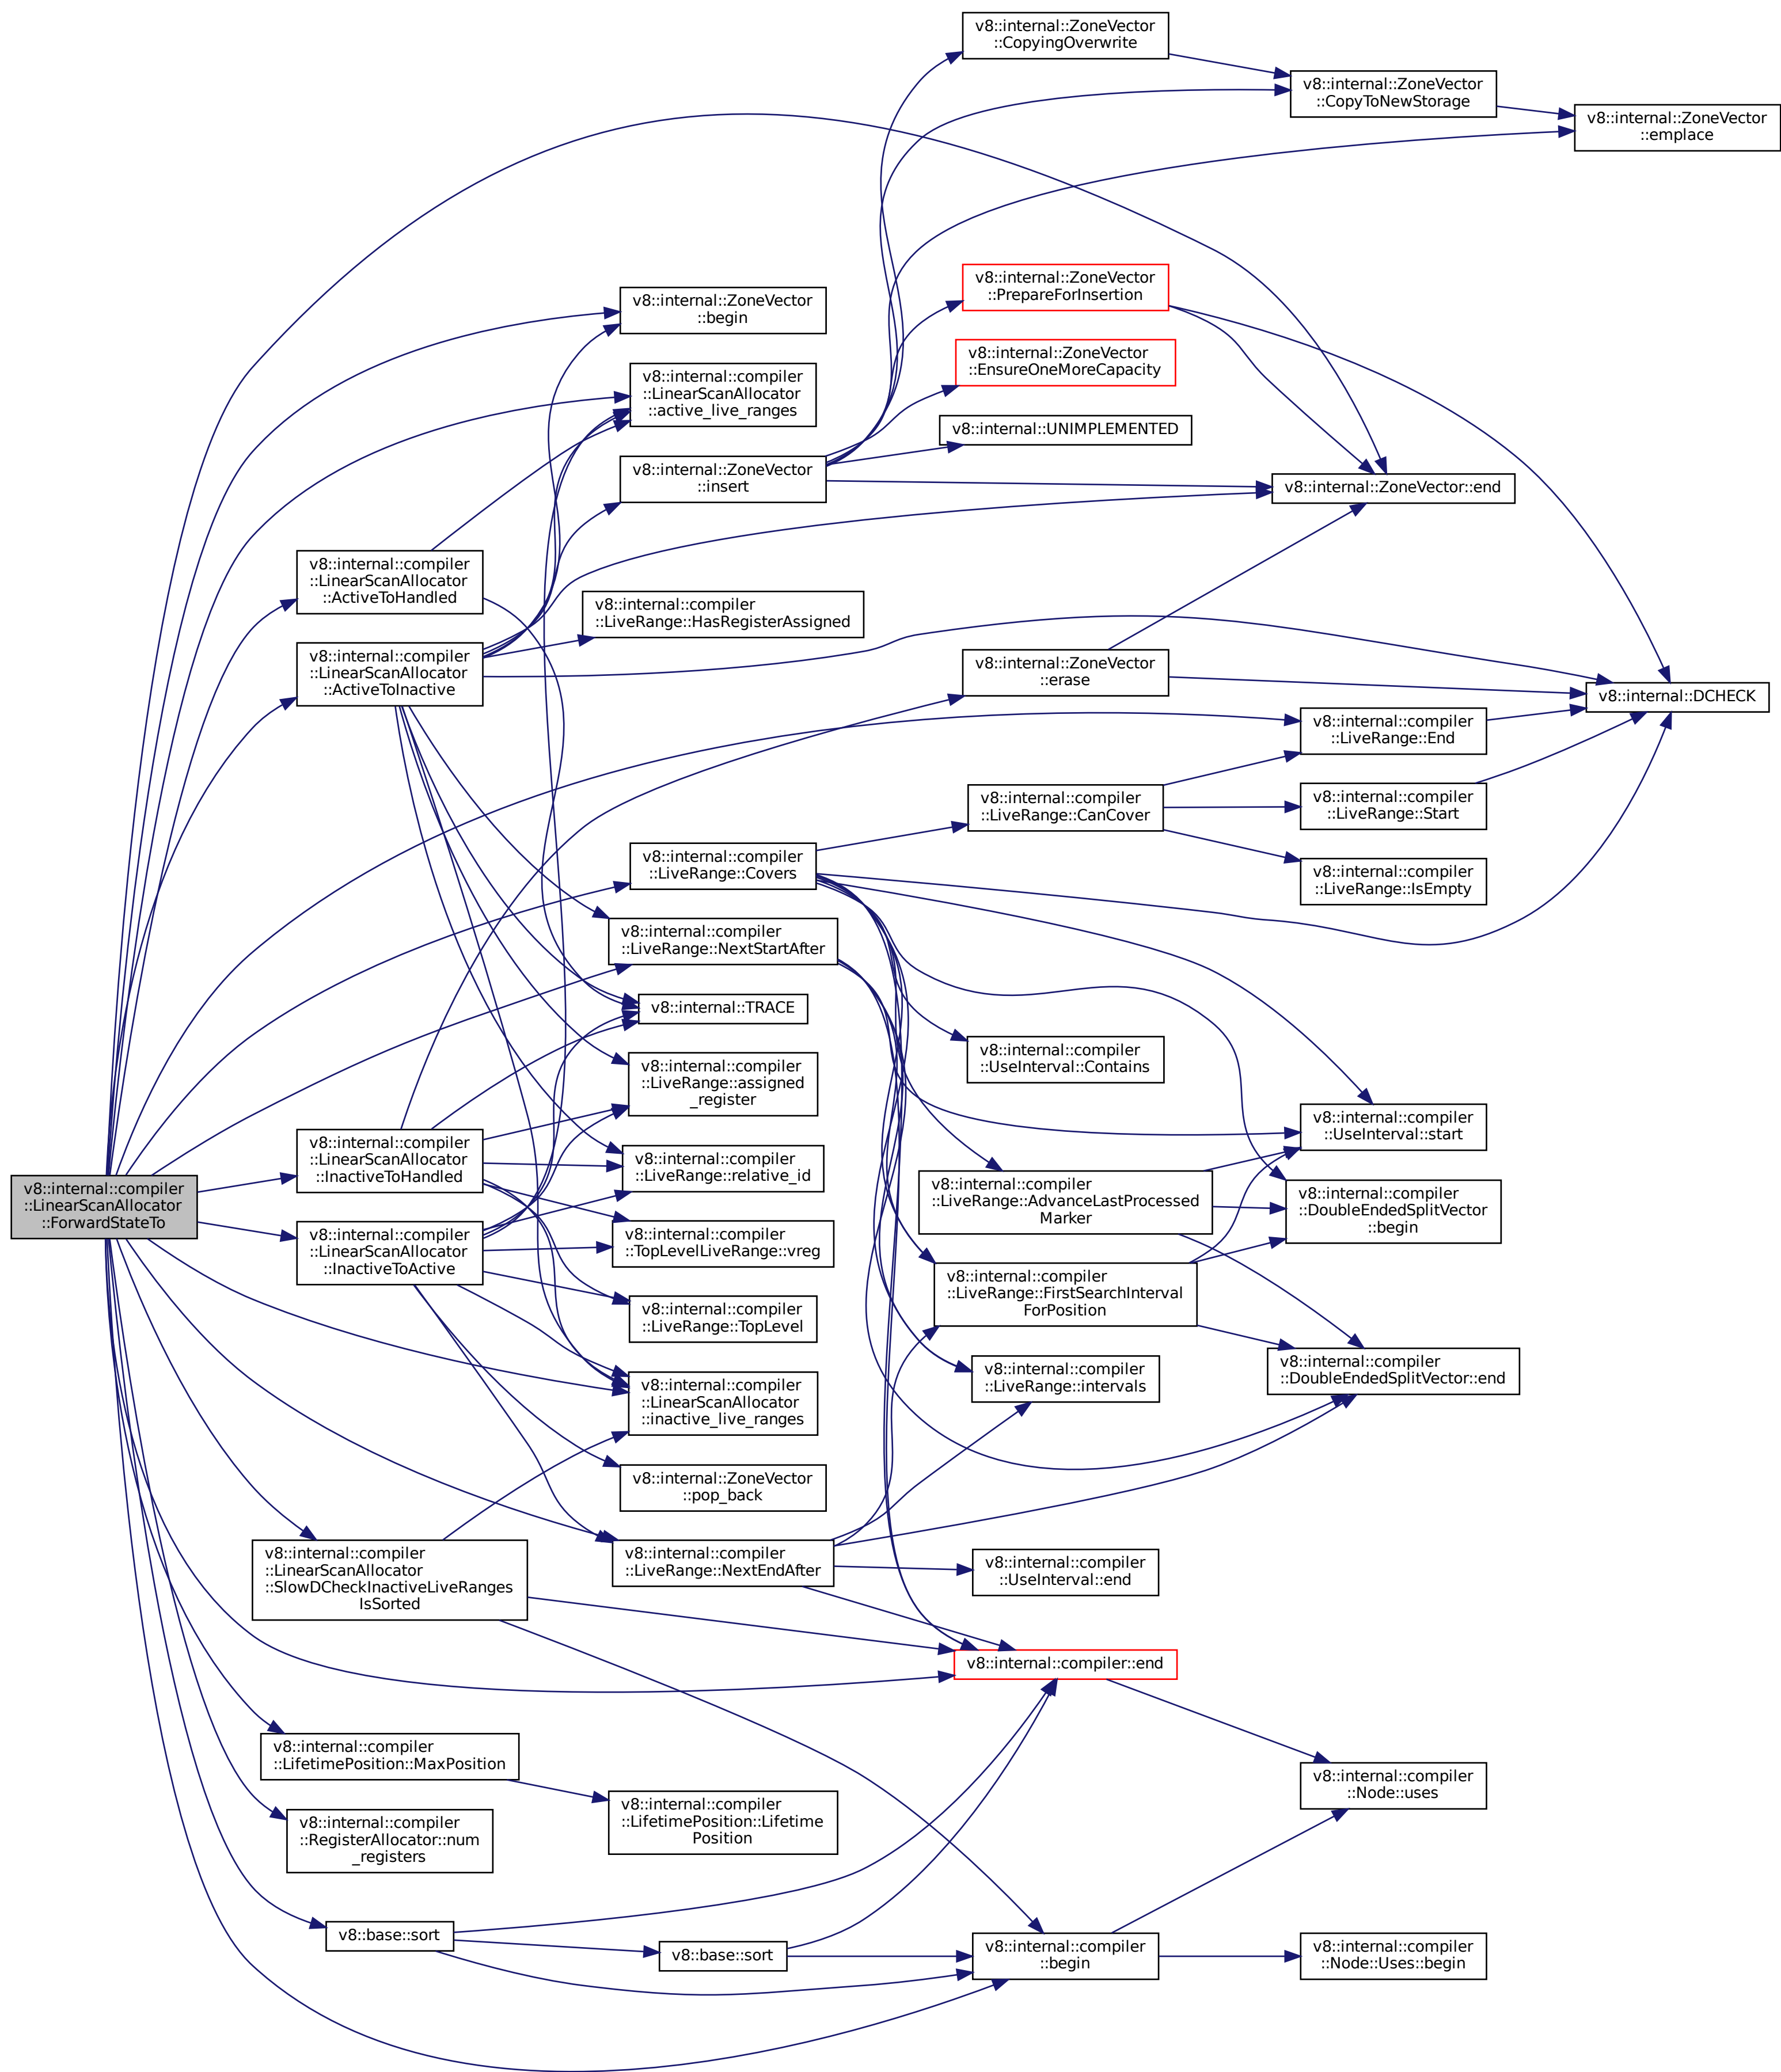 v8::internal::ZoneVector
::CopyingOverwrite
v8::internal::ZoneVector
::CopyToNewStorage
v8::internal::ZoneVector
::emplace
v8::internal::ZoneVector
::PrepareForInsertion
v8::internal::ZoneVector
::begin
v8::internal::ZoneVector
::EnsureOneMoreCapacity
v8::internal::compiler
::LinearScanAllocator
::active_live_ranges
v8::internal::UNIMPLEMENTED
v8::internal::ZoneVector
::insert
v8::internal::ZoneVector::end
v8::internal::compiler
::LinearScanAllocator
::ActiveToHandled
v8::internal::compiler
::LiveRange::HasRegisterAssigned
v8::internal::compiler
::LinearScanAllocator
::ActiveToInactive
v8::internal::ZoneVector
::erase
v8::internal::DCHECK
v8::internal::compiler
::LiveRange::End
v8::internal::compiler
::LiveRange::CanCover
v8::internal::compiler
::LiveRange::Start
v8::internal::compiler
::LiveRange::Covers
v8::internal::compiler
::LiveRange::IsEmpty
v8::internal::compiler
::LiveRange::NextStartAfter
v8::internal::TRACE
v8::internal::compiler
::UseInterval::Contains
v8::internal::compiler
::LiveRange::assigned
_register
v8::internal::compiler
::UseInterval::start
v8::internal::compiler
::LinearScanAllocator
::InactiveToHandled
v8::internal::compiler
::LiveRange::relative_id
v8::internal::compiler
::LinearScanAllocator
::ForwardStateTo
v8::internal::compiler
::LiveRange::AdvanceLastProcessed
Marker
v8::internal::compiler
::DoubleEndedSplitVector
::begin
v8::internal::compiler
::LinearScanAllocator
::InactiveToActive
v8::internal::compiler
::TopLevelLiveRange::vreg
v8::internal::compiler
::LiveRange::FirstSearchInterval
ForPosition
v8::internal::compiler
::LiveRange::TopLevel
v8::internal::compiler
::DoubleEndedSplitVector::end
v8::internal::compiler
::LiveRange::intervals
v8::internal::compiler
::LinearScanAllocator
::inactive_live_ranges
v8::internal::ZoneVector
::pop_back
v8::internal::compiler
::LinearScanAllocator
::SlowDCheckInactiveLiveRanges
IsSorted
v8::internal::compiler
::LiveRange::NextEndAfter
v8::internal::compiler
::UseInterval::end
v8::internal::compiler::end
v8::internal::compiler
::LifetimePosition::MaxPosition
v8::internal::compiler
::Node::uses
v8::internal::compiler
::LifetimePosition::Lifetime
Position
v8::internal::compiler
::RegisterAllocator::num
_registers
v8::base::sort
v8::base::sort
v8::internal::compiler
::begin
v8::internal::compiler
::Node::Uses::begin